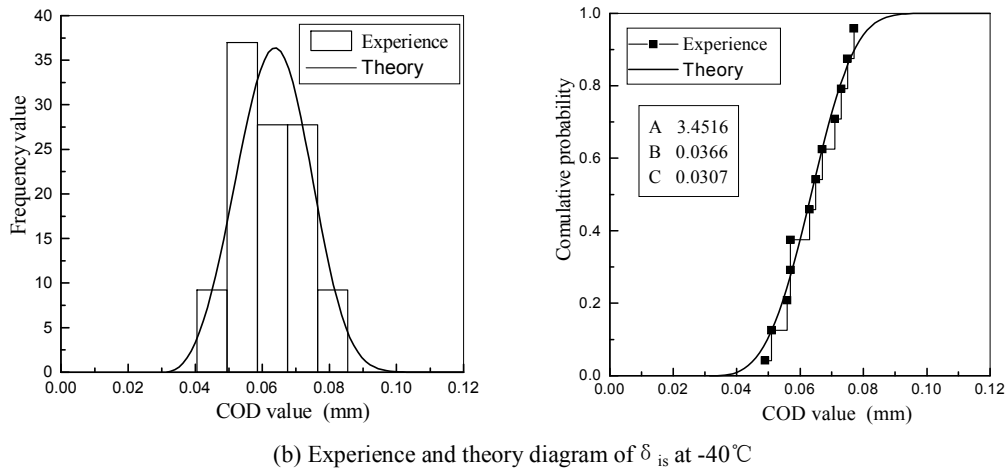 40
35
30
25
20
15
10
5
0
Frequency value
Experience
Theory
0.00 0.02 0.04 0.06 0.08 0.10 0.12
COD value (mm)
1.0
0.8
0.6
0.4
0.2
0.0
Comulative probability
Experience
Theory
A 3.4516
B 0.0366
C 0.0307
0.00 0.02 0.04 0.06 0.08 0.10 0.12
COD value (mm)
(b) Experience and theory diagram of δ is at -40℃